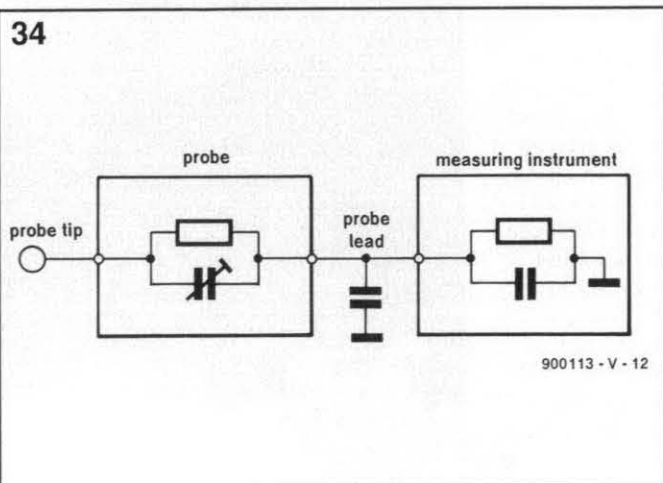 34
probe
measuring instrument
probe tip
probe
lead
900113 - V - 12